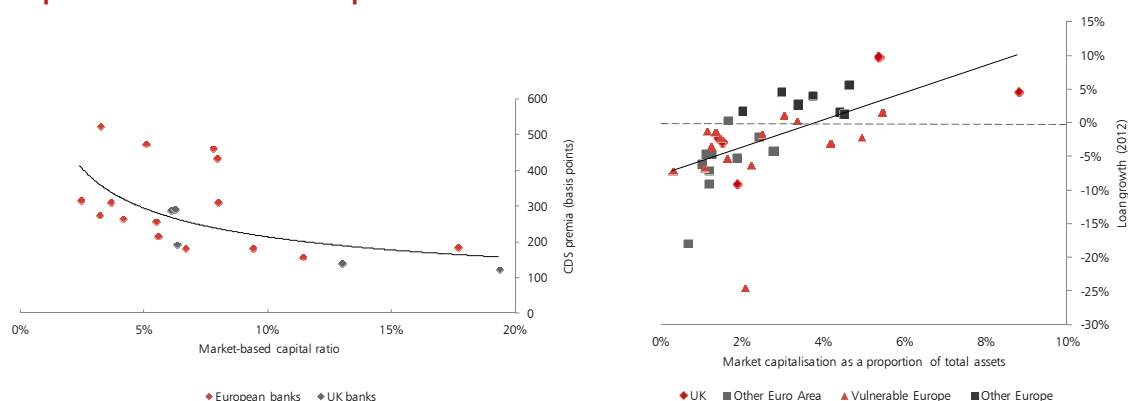 600
500
400
300
200
100
0
CDS premia (basis points)
0% 5% 10% 15% 20%
Market-based capital ratio
European banks UK banks
15%
10%
5%
0%
-5%
-10%
-15%
-20%
-25%
-30%
Loan growth (2012)
0% 2% 4% 6% 8% 10%
Market capitalisation as a proportion of total assets
UK Other Euro Area Vulnerable Europe Other Europe